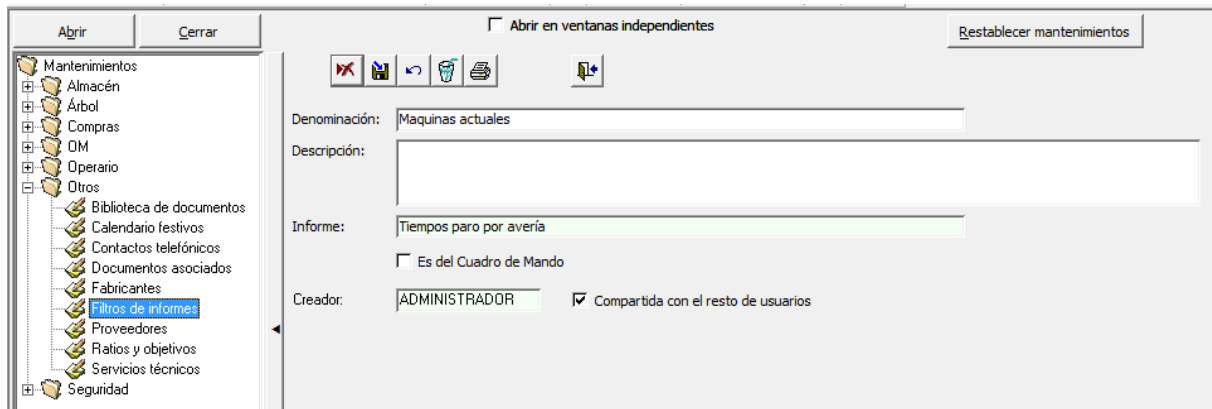 Abrir
Cerrar
Abrir en ventanas independientes
Restablecer mantenimientos
Mantenimientos
Almacén
Árbol
Compras
OM
Operario
Otros
Biblioteca de documentos
Calendario festivos
Contactos telefónicos
Documentos asociados
Fabricantes
Filtros de informes
Proveedores
Ratios y objetivos
Servicios técnicos
Seguridad
Denominación: Maquinas actuales
Descripción:
Informe: Tiempos paro por avería
Es del Cuadro de Mando
Creador: ADMINISTRADOR Compartida con el resto de usuarios